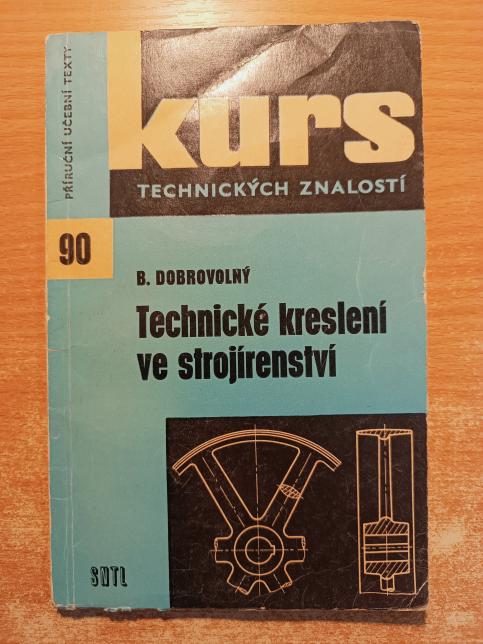 PŘÍRUČNÍ UČEBNÍ TEXTY
kurs
TECHNICKÝCH ZNALOSTÍ
90
B. DOBROVOLNÝ
Technické kreslení
ve strojírenství
SNTL